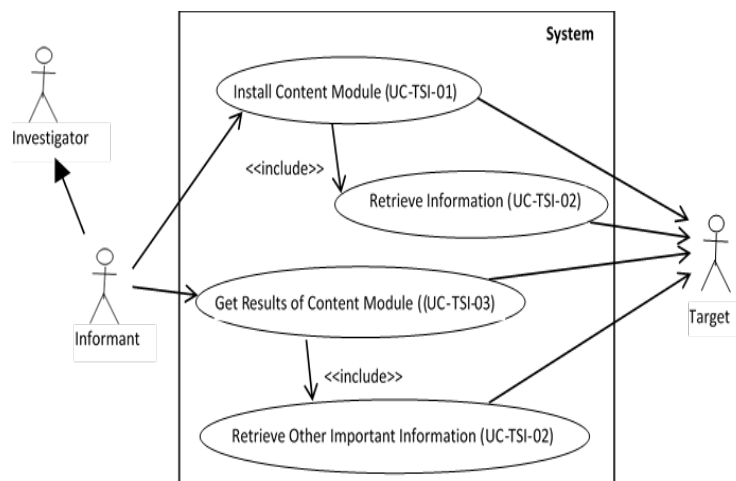 System
Install Content Module (UC-TSI-01)
Investigator
<<include>>
Retrieve Information (UC-TSI-02)
Get Results of Content Module ((UC-TSI-03)
Informant
Target
<<include>>
Retrieve Other Important Information (UC-TSI-02)